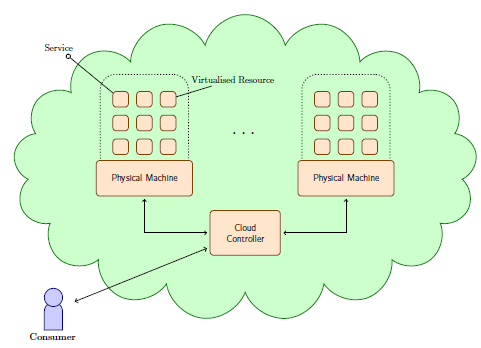 Service
Virtualised Resource
. . .
Physical Machine
Physical Machine
Cloud
Controller
Consumer